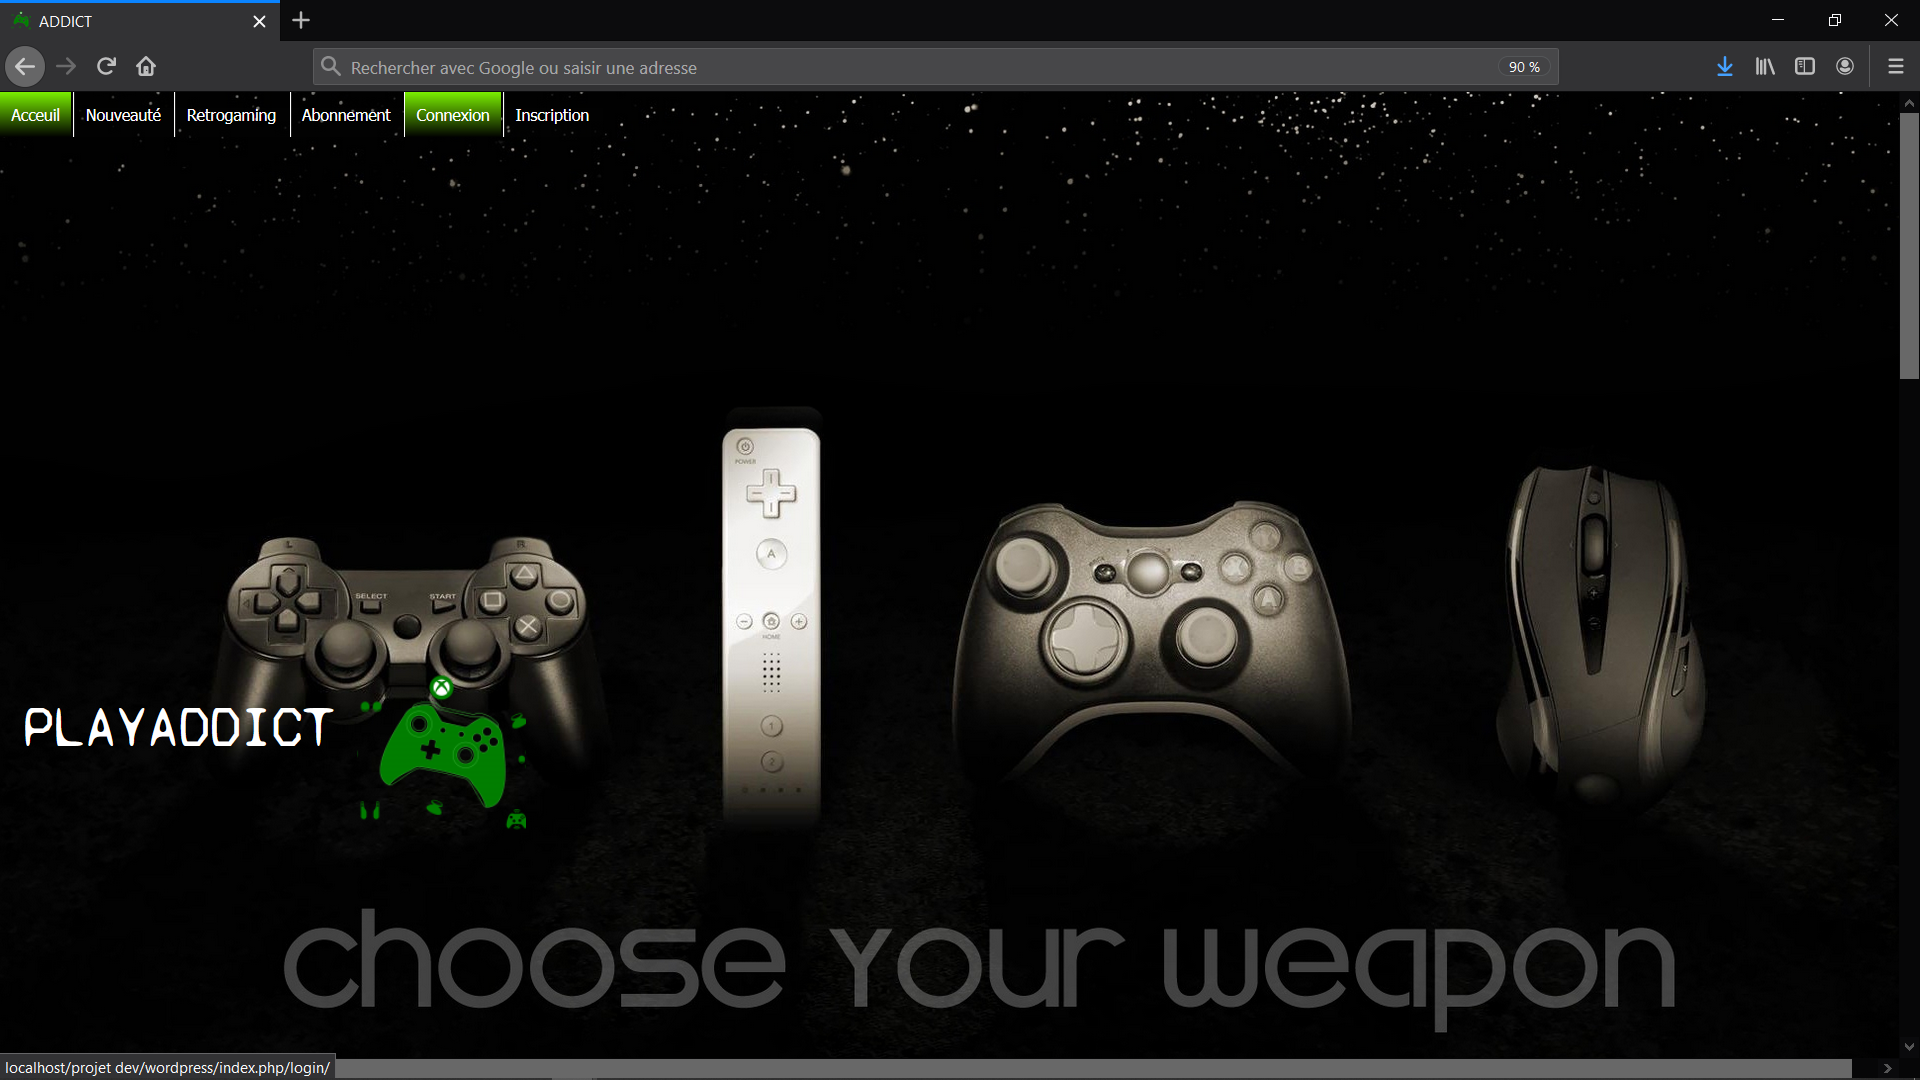 ADDICT
Rechercher avec Google ou saisir une adresse
90 %
Acceuil Nouveauté Retrogaming Abonnement Connexion Inscription
L R
SELECT START
POWER
A
HOME
1
2
Y
X B
A
PLAYADDICT
choose your weapon
localhost/projet dev/wordpress/index.php/login/